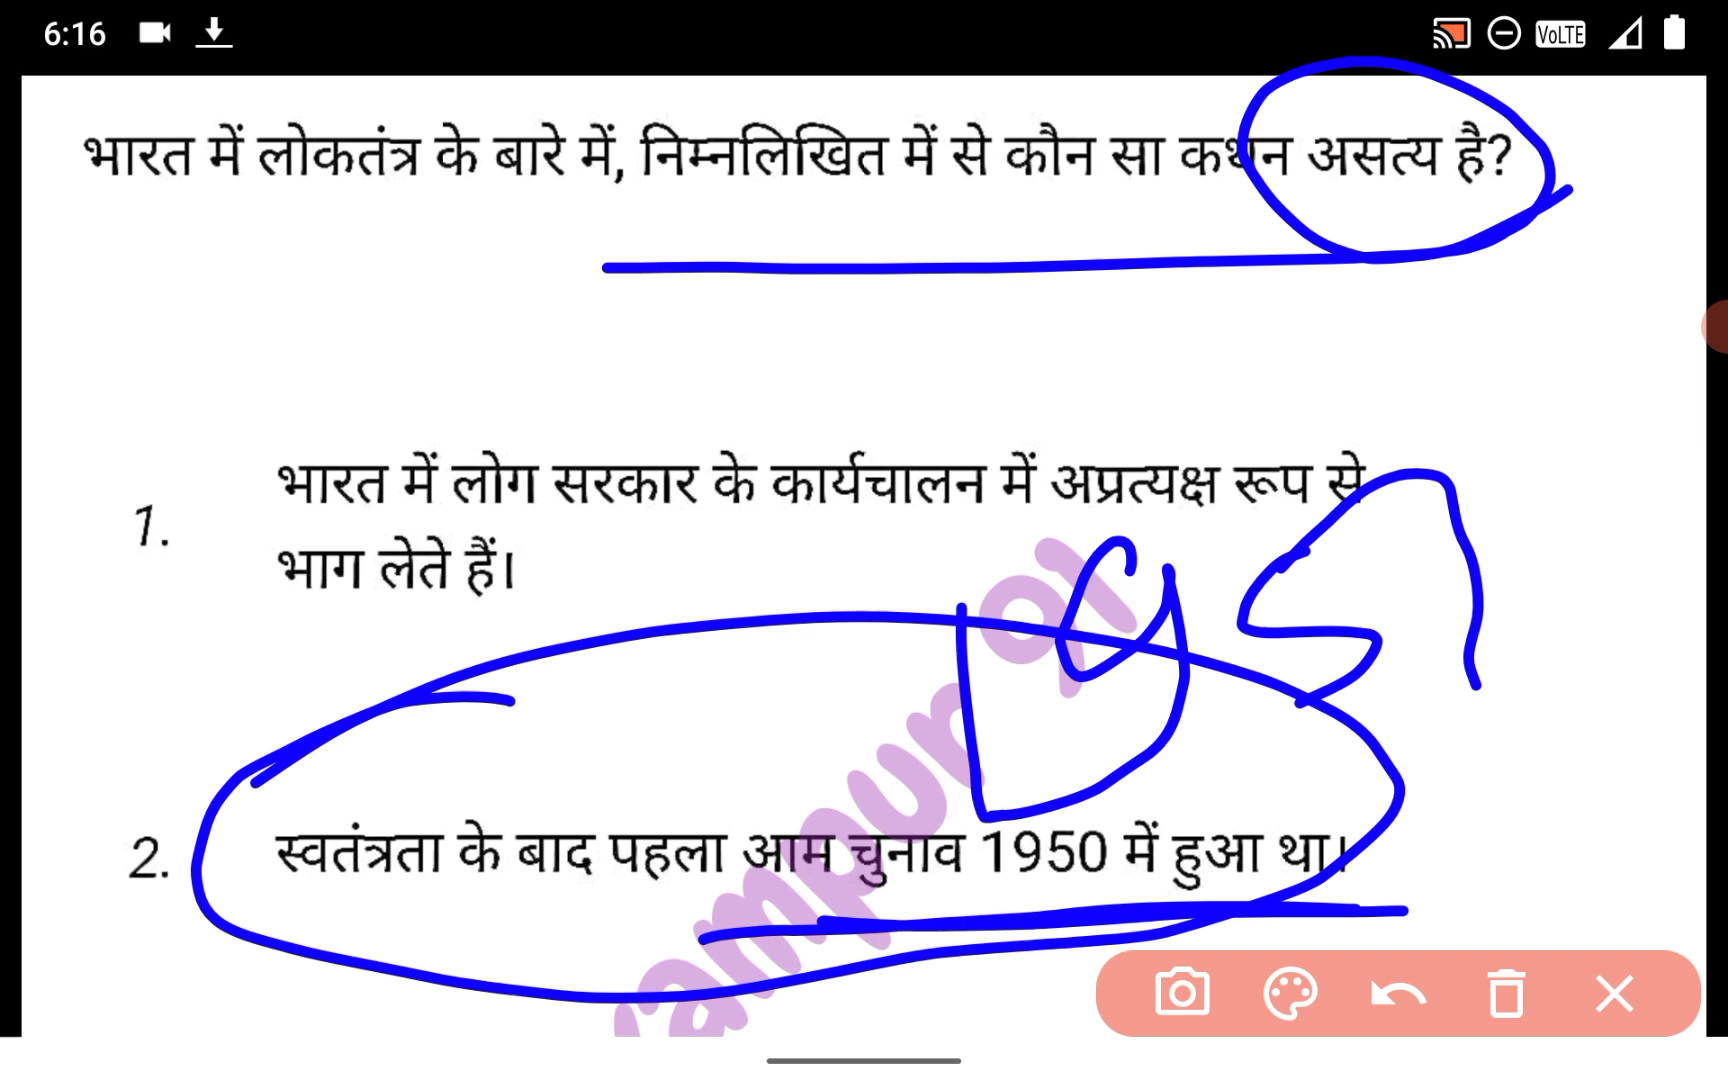 6:16
VoLTE
भारत में लोकतंत्र के बारे में, निम्नलिखित में से कौन सा कथन असत्य है?
1. भारत में लोग सरकार के कार्यचालन में अप्रत्यक्ष रूप से
भाग लेते हैं।
2. स्वतंत्रता के बाद पहला आम चुनाव 1950 में हुआ था।